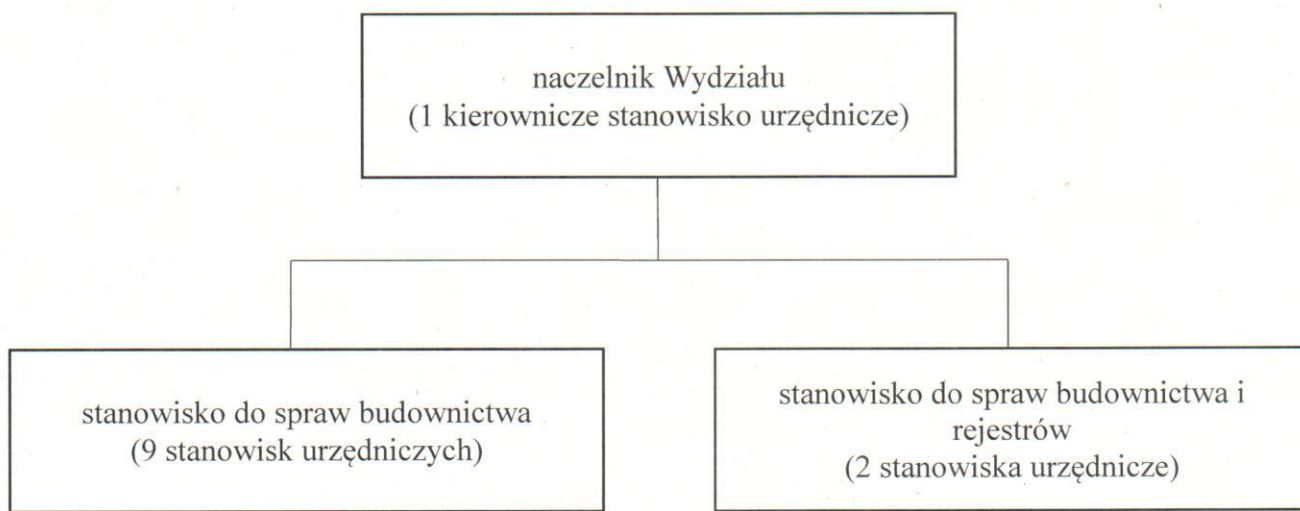 naczelnik Wydziału
(1 kierownicze stanowisko urzędnicze)
stanowisko do spraw budownictwa
(9 stanowisk urzędniczych)
stanowisko do spraw budownictwa i
rejestrów
(2 stanowiska urzędnicze)